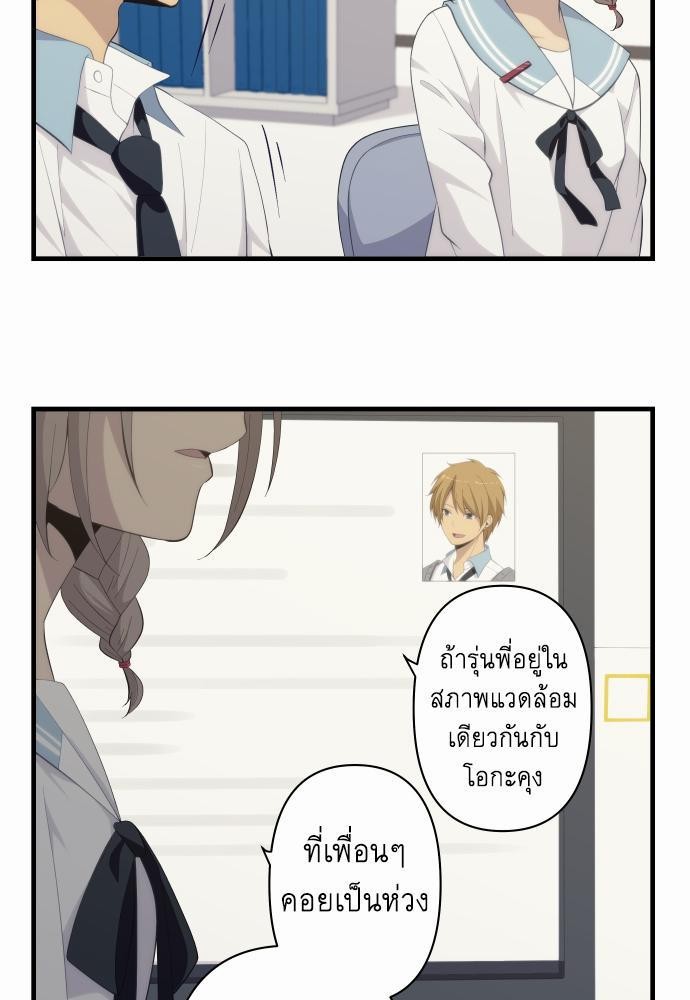 ถ้ารุ่นพี่อยู่ใน
สภาพแวดล้อม
เดียวกันกับ
โอกะคุง
ที่เพื่อนๆ
คอยเป็นห่วง